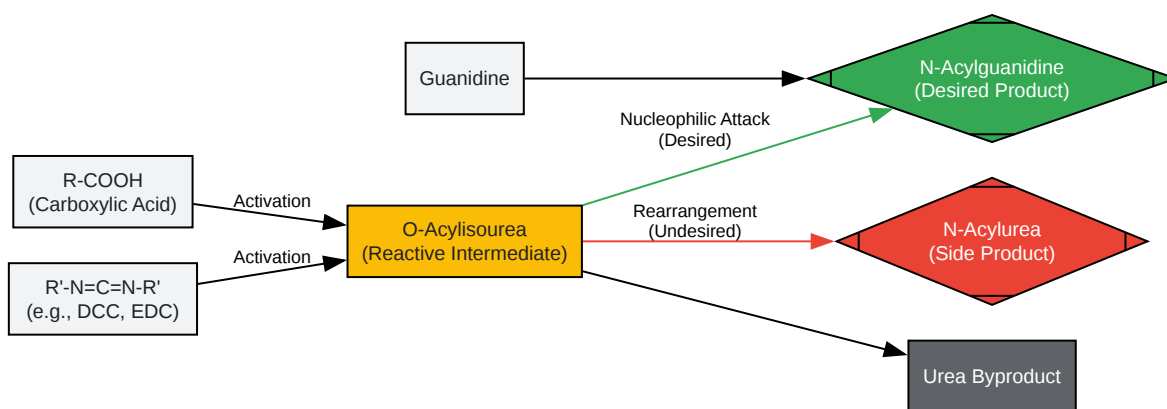 Guanidine
N-Acylguanidine
(Desired Product)
Nucleophilic Attack
(Desired)
R-COOH
(Carboxylic Acid)
Activation
O-Acylisourea
(Reactive Intermediate)
Rearrangement
(Undesired)
N-Acylurea
(Side Product)
Activation
R'-N=C=N-R'
(e.g., DCC, EDC)
Urea Byproduct